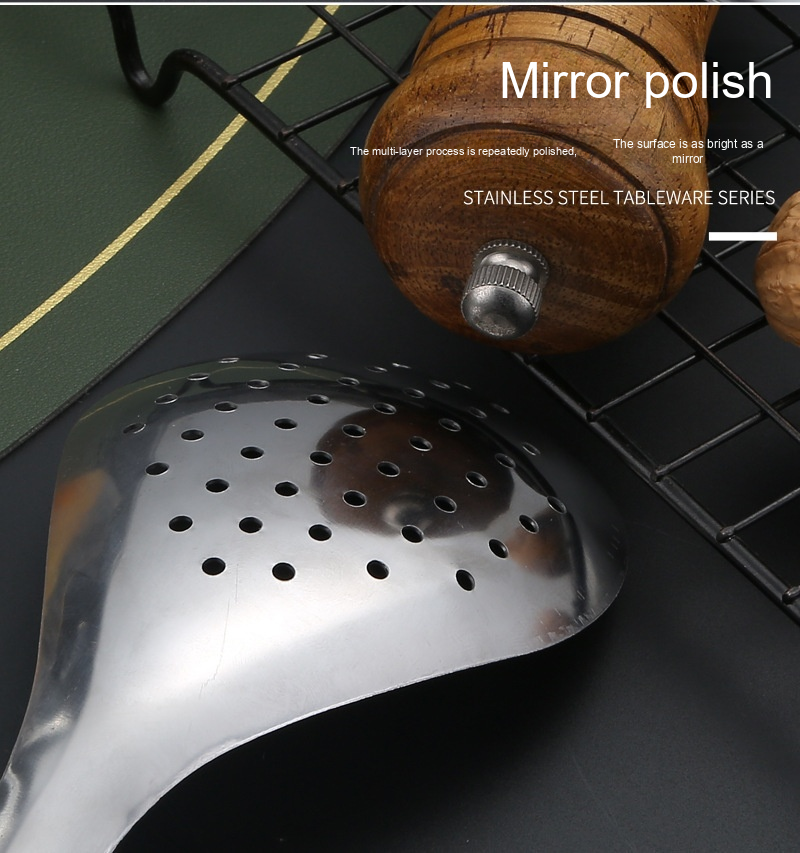 Mirror polish
The multi-layer process is repeatedly polished,
The surface is as bright as a
mirror
STAINLESS STEEL TABLEWARE SERIES